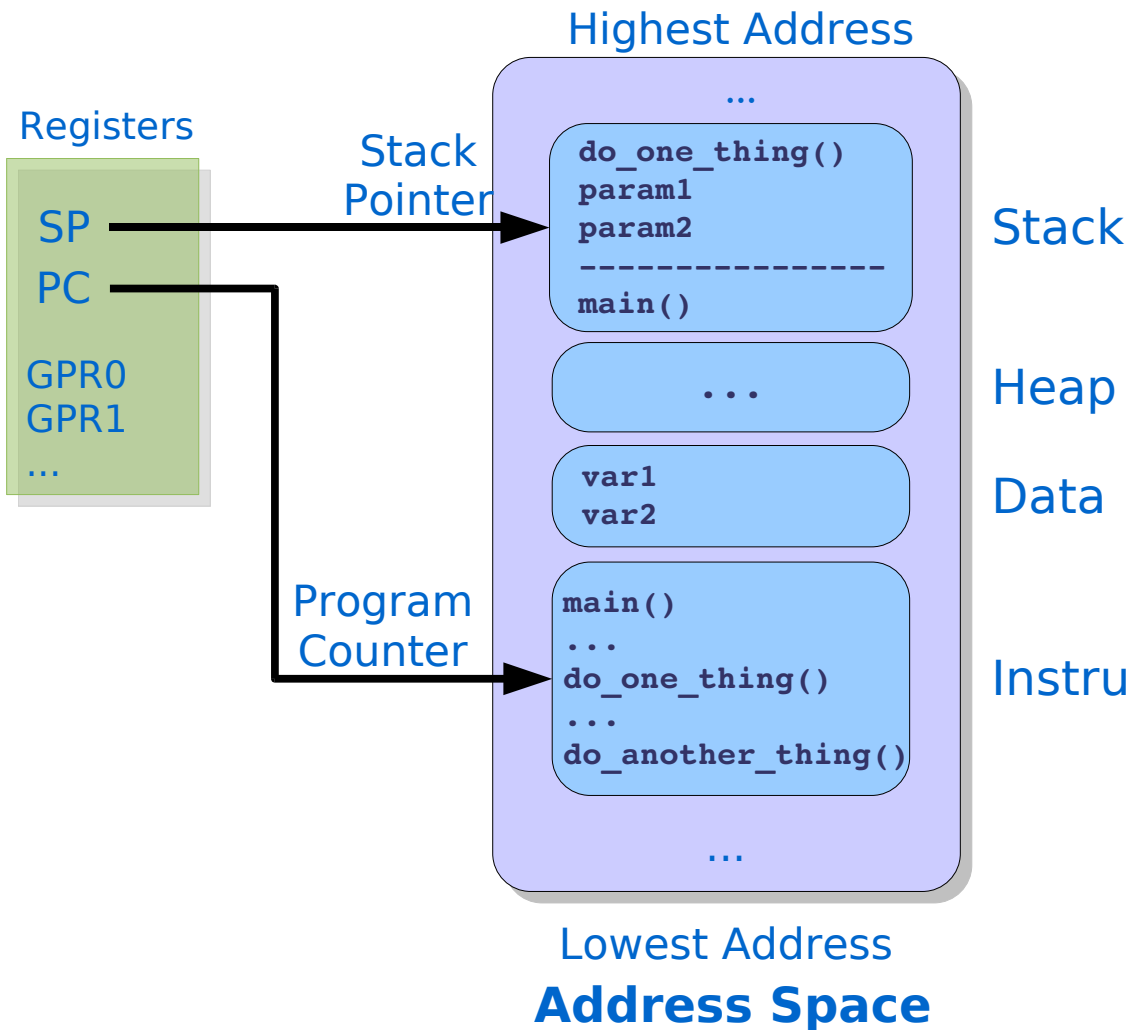 Highest Address
...
Registers
SP
PC
GPR0
GPR1
...
Stack
Pointer
Program
Counter
do_one_thing()
param1
param2
----------------
main()
Stack
...
Heap
var1
var2
Data
main()
...
do_one_thing()
...
do_another_thing()
Instru
...
Lowest Address
Address Space